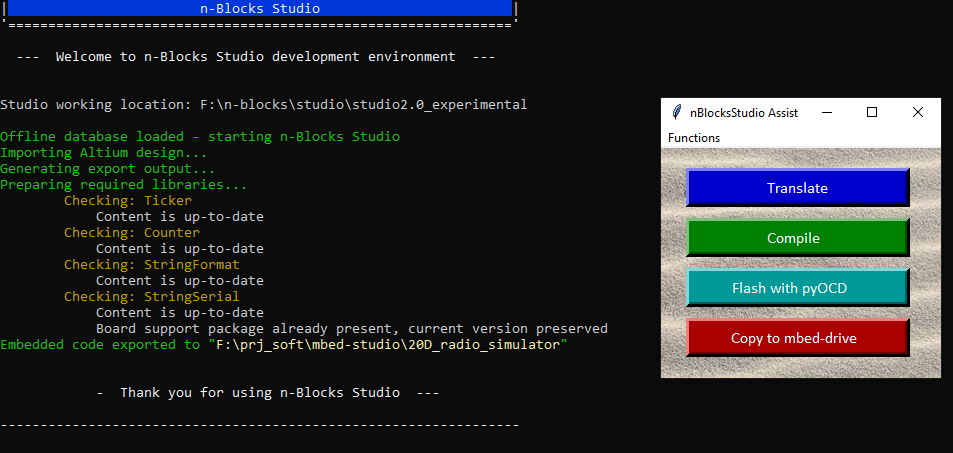 | n-Blocks Studio |
'==============================================================='
--- Welcome to n-Blocks Studio development environment ---
Studio working location: F:\n-blocks\studio\studio2.0_experimental
Offline database loaded - starting n-Blocks Studio
Importing Altium design...
Generating export output...
Preparing required libraries...
Checking: Ticker
Content is up-to-date
Checking: Counter
Content is up-to-date
Checking: StringFormat
Content is up-to-date
Checking: StringSerial
Content is up-to-date
Board support package already present, current version preserved
Embedded code exported to "F:\prj_soft\mbed-studio\20D_radio_simulator"
- Thank you for using n-Blocks Studio ---
-----------------------------------------------------------------
nBlocksStudio Assist
Functions
Translate
Compile
Flash with pyOCD
Copy to mbed-drive